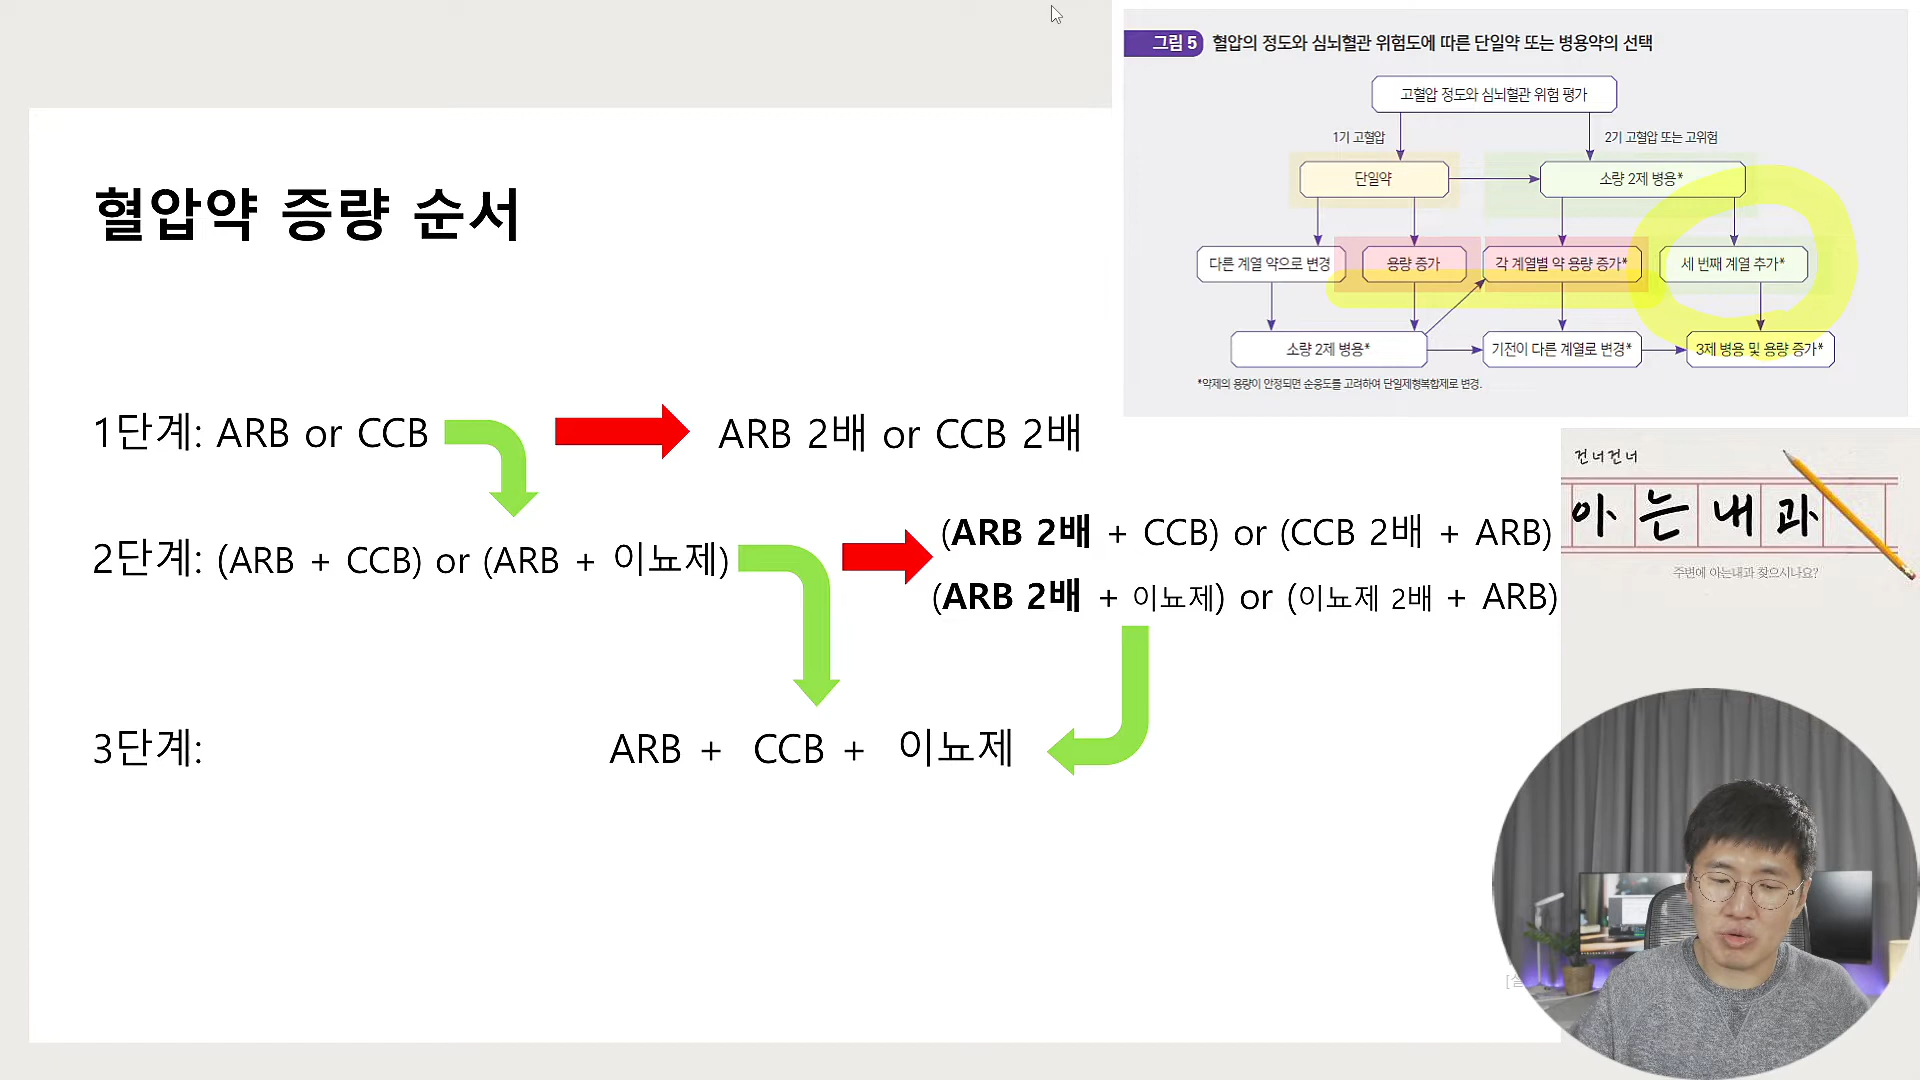 그림 5 혈압의 정도와 심뇌혈관 위험도에 따른 단일약 또는 병용약의 선택
고혈압 정도와 심뇌혈관 위험 평가
1기 고혈압
2기 고혈압 또는 고위험
단일약
소량 2제 병용*
다른 계열 약으로 변경
용량 증가
각 계열별 약 용량 증가*
세 번째 계열 추가*
소량 2제 병용*
기전이 다른 계열로 변경*
3제 병용 및 용량 증가*
*약제의 용량이 안정되면 순응도를 고려하여 단일제형복합제로 변경.
혈압약 증량 순서
1단계: ARB or CCB
ARB 2배 or CCB 2배
2단계: (ARB + CCB) or (ARB + 이뇨제)
(ARB 2배 + CCB) or (CCB 2배 + ARB)
(ARB 2배 + 이뇨제) or (이뇨제 2배 + ARB)
3단계:
ARB + CCB + 이뇨제
건너건너
아는내과
주변에 아는내과 찾으시나요?